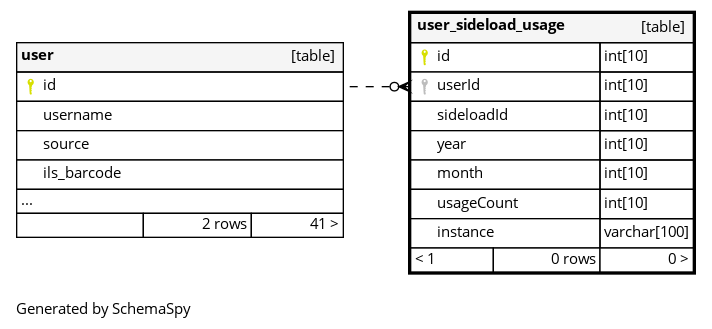 user [table]
id
username
source
ils_barcode
...
2 rows 41 >
user_sideload_usage [table]
id int[10]
userId int[10]
sideloadId int[10]
year int[10]
month int[10]
usageCount int[10]
instance varchar[100]
< 1 0 rows 0 >
Generated by SchemaSpy